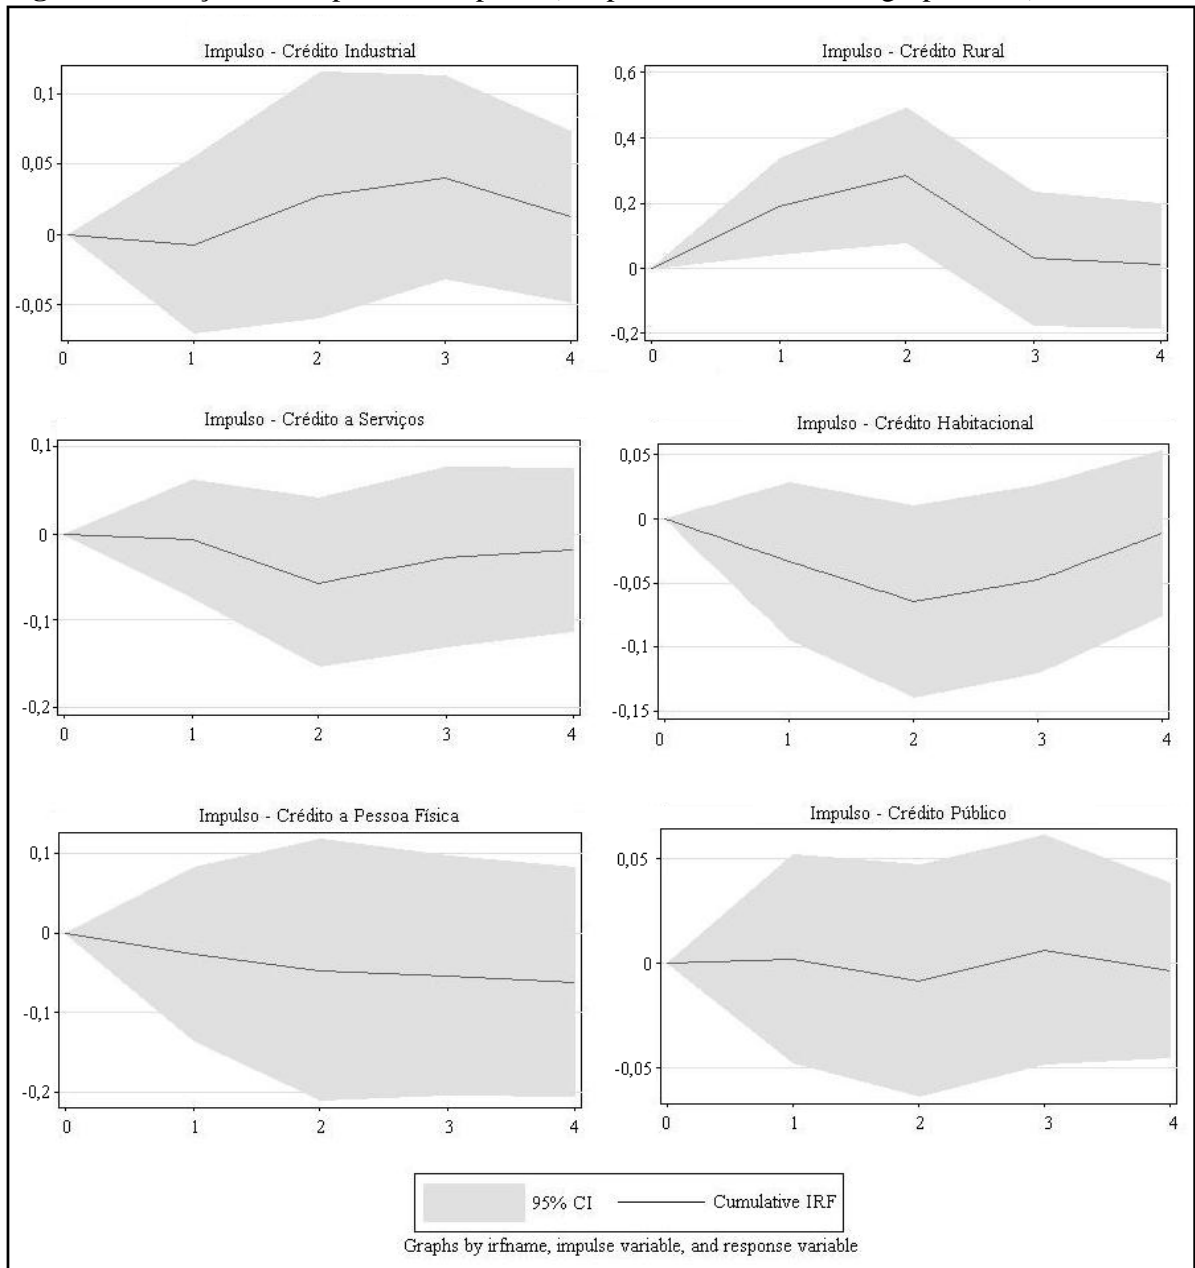 Impulso - Crédito Industrial
0,1
0,05
0
-0,05
0 1 2 3 4
Impulso - Crédito Rural
0,6
0,4
0,2
0
-0,2
0 1 2 3 4
Impulso - Crédito a Serviços
0,1
0
-0,1
-0,2
0 1 2 3 4
Impulso - Crédito Habitacional
0,05
0
-0,05
-0,1
-0,15
0 1 2 3 4
Impulso - Crédito a Pessoa Física
0,1
0
-0,1
-0,2
0 1 2 3 4
Impulso - Crédito Público
0,05
0
-0,05
0 1 2 3 4
95% CI Cumulative IRF
Graphs by irfname, impulse variable, and response variable